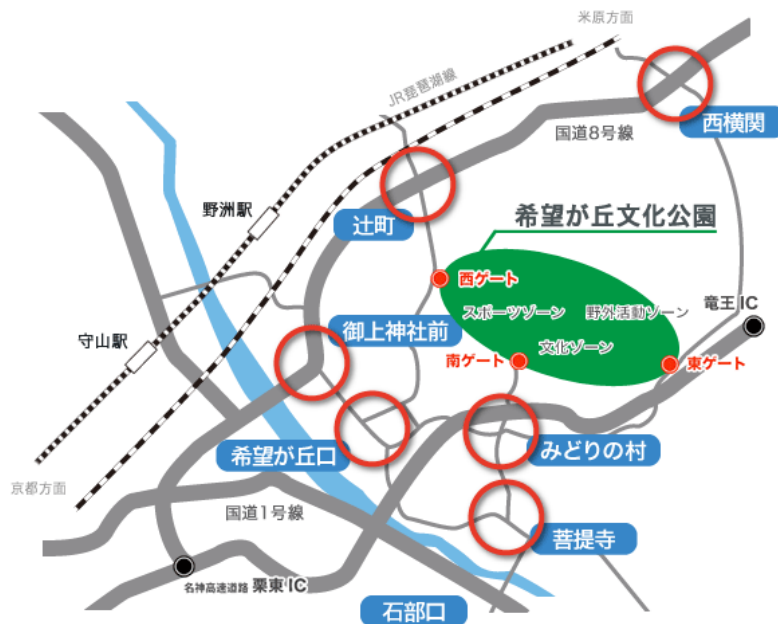 米原方面
JR琵琶湖線
西横関
国道8号線
野洲駅
辻町
希望が丘文化公園
西ゲート
スポーツゾーン
野外活動ゾーン
竜王 IC
守山駅
御上神社前
南ゲート
文化ゾーン
東ゲート
希望が丘口
みどりの村
京都方面
国道1号線
菩提寺
名神高速道路 栗東 IC
石部口